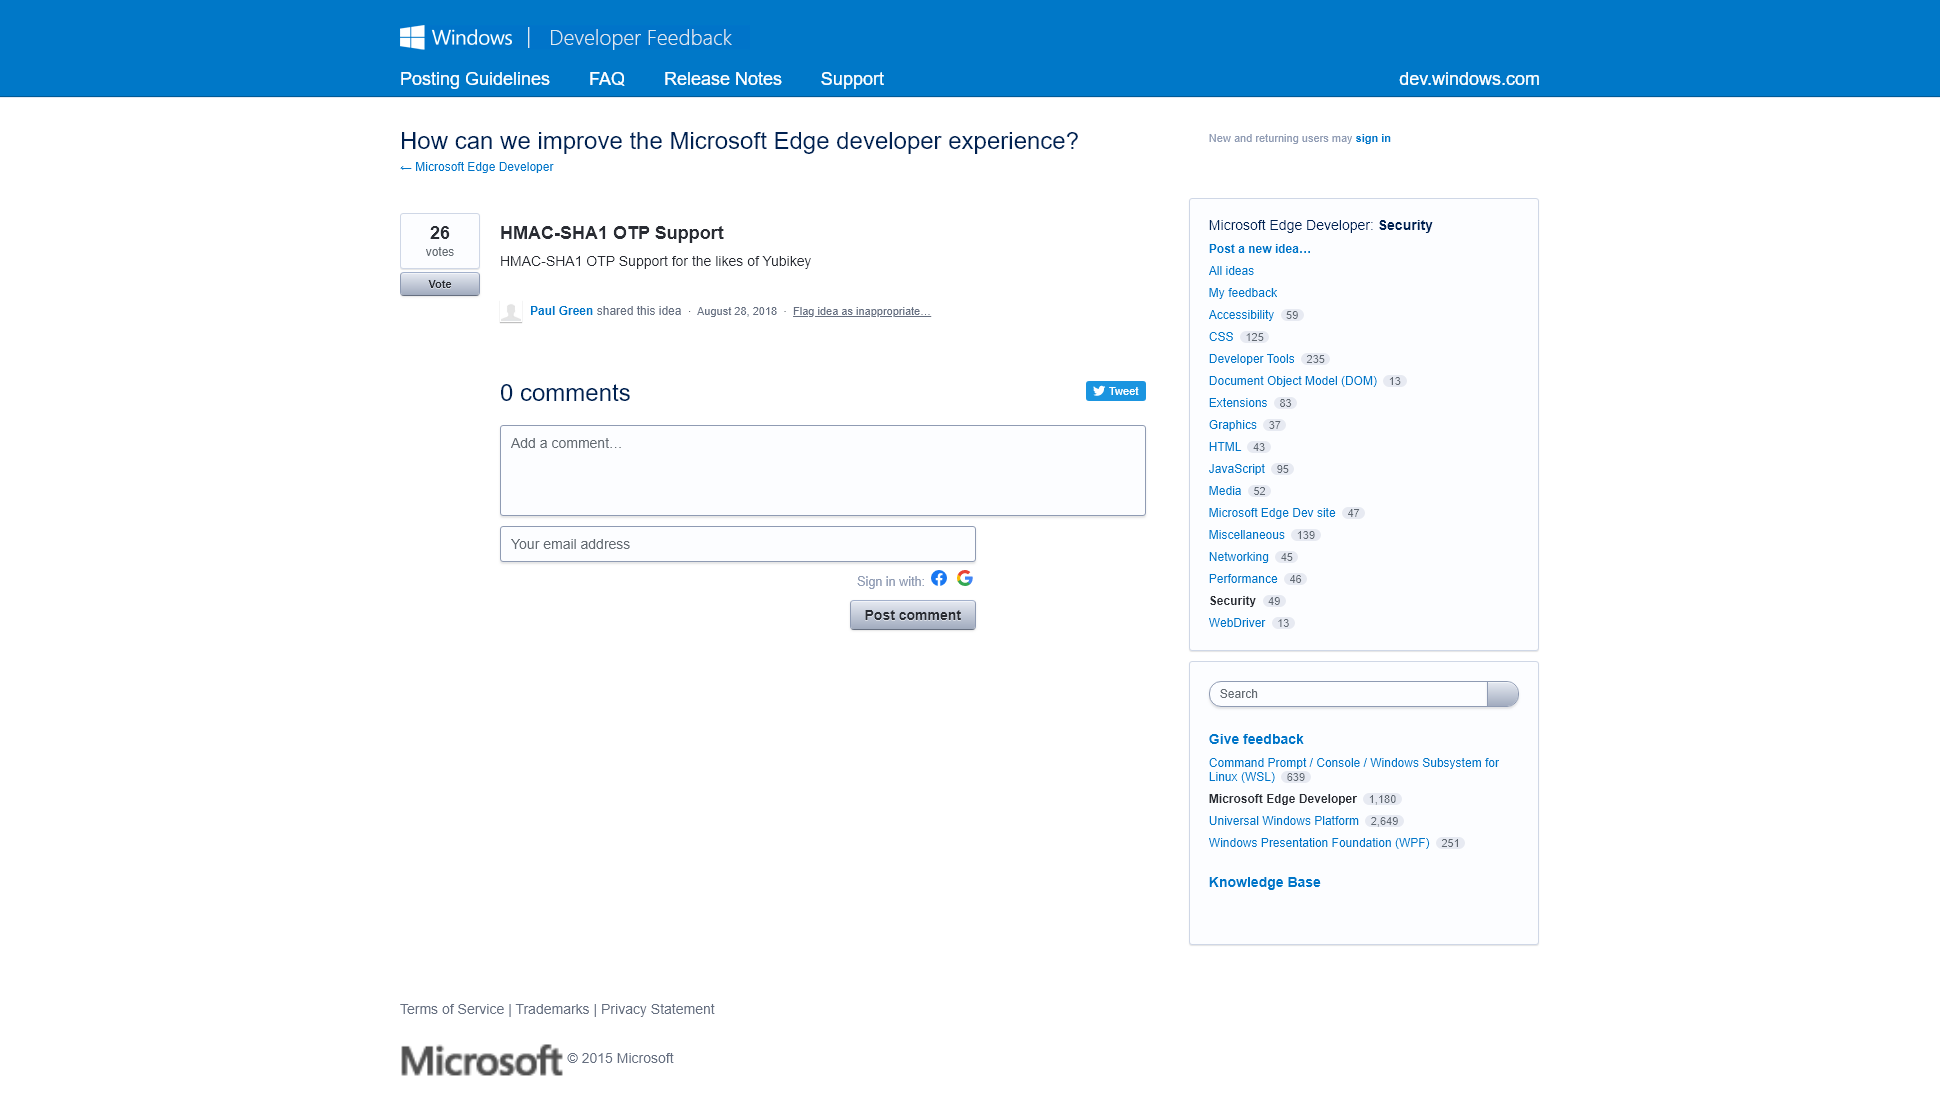 Windows | Developer Feedback
Posting Guidelines FAQ Release Notes Support dev.windows.com
How can we improve the Microsoft Edge developer experience?
← Microsoft Edge Developer
New and returning users may sign in
26
votes
Vote
HMAC-SHA1 OTP Support
HMAC-SHA1 OTP Support for the likes of Yubikey
Paul Green shared this idea · August 28, 2018 · Flag idea as inappropriate…
0 comments
Tweet
Add a comment…
Your email address
Sign in with:
Post comment
Microsoft Edge Developer: Security
Post a new idea…
All ideas
My feedback
Accessibility 59
CSS 125
Developer Tools 235
Document Object Model (DOM) 13
Extensions 83
Graphics 37
HTML 43
JavaScript 95
Media 52
Microsoft Edge Dev site 47
Miscellaneous 139
Networking 45
Performance 46
Security 49
WebDriver 13
Search
Give feedback
Command Prompt / Console / Windows Subsystem for
Linux (WSL) 639
Microsoft Edge Developer 1,180
Universal Windows Platform 2,649
Windows Presentation Foundation (WPF) 251
Knowledge Base
Terms of Service | Trademarks | Privacy Statement
Microsoft © 2015 Microsoft